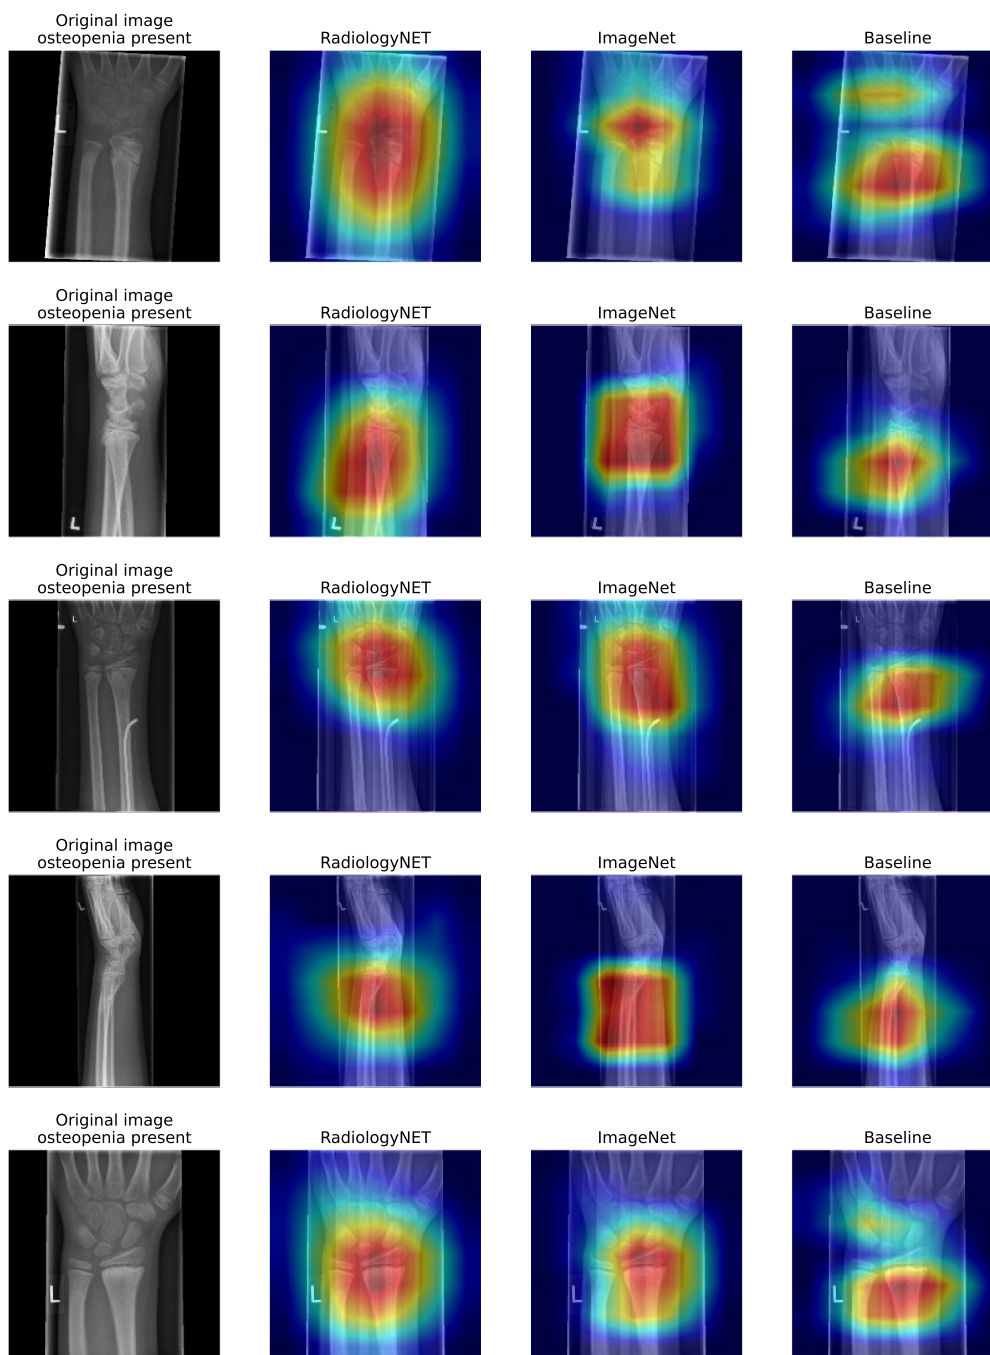 Original image
osteopenia present
RadiologyNET
ImageNet
Baseline
L
L
L
L
Original image
osteopenia present
RadiologyNET
ImageNet
Baseline
L
L
L
L
Original image
osteopenia present
RadiologyNET
ImageNet
Baseline
L
L
L
Original image
osteopenia present
RadiologyNET
ImageNet
Baseline
L
L
L
L
Original image
osteopenia present
RadiologyNET
ImageNet
Baseline
L
L
L
L